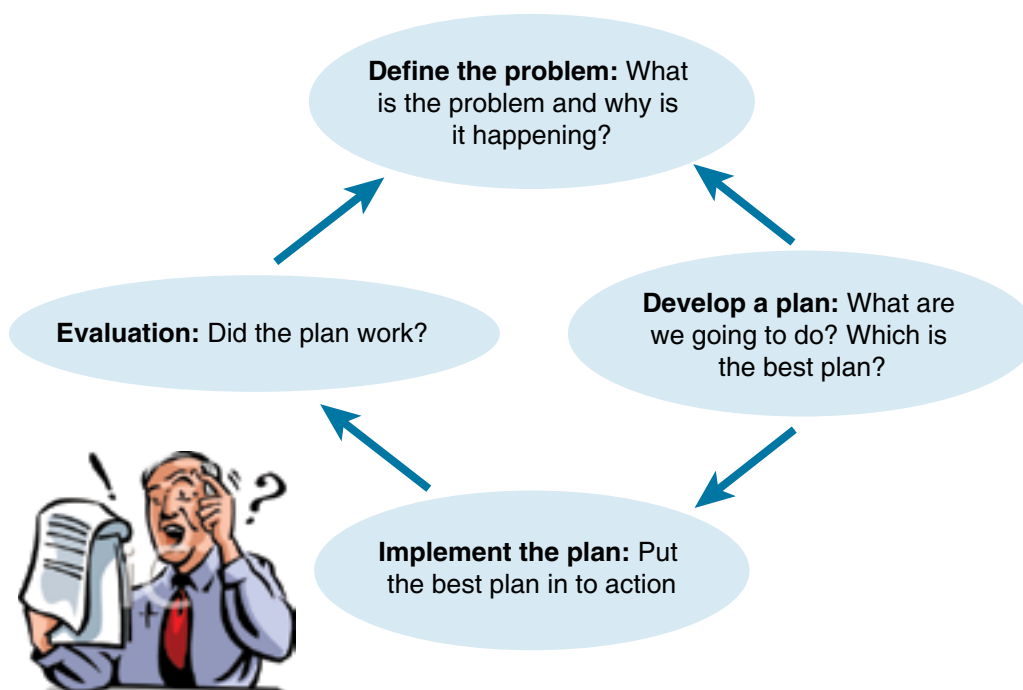 Define the problem: What
is the problem and why is
it happening?
Develop a plan: What are
we going to do? Which is
the best plan?
Implement the plan: Put
the best plan in to action
Evaluation: Did the plan work?
! ?